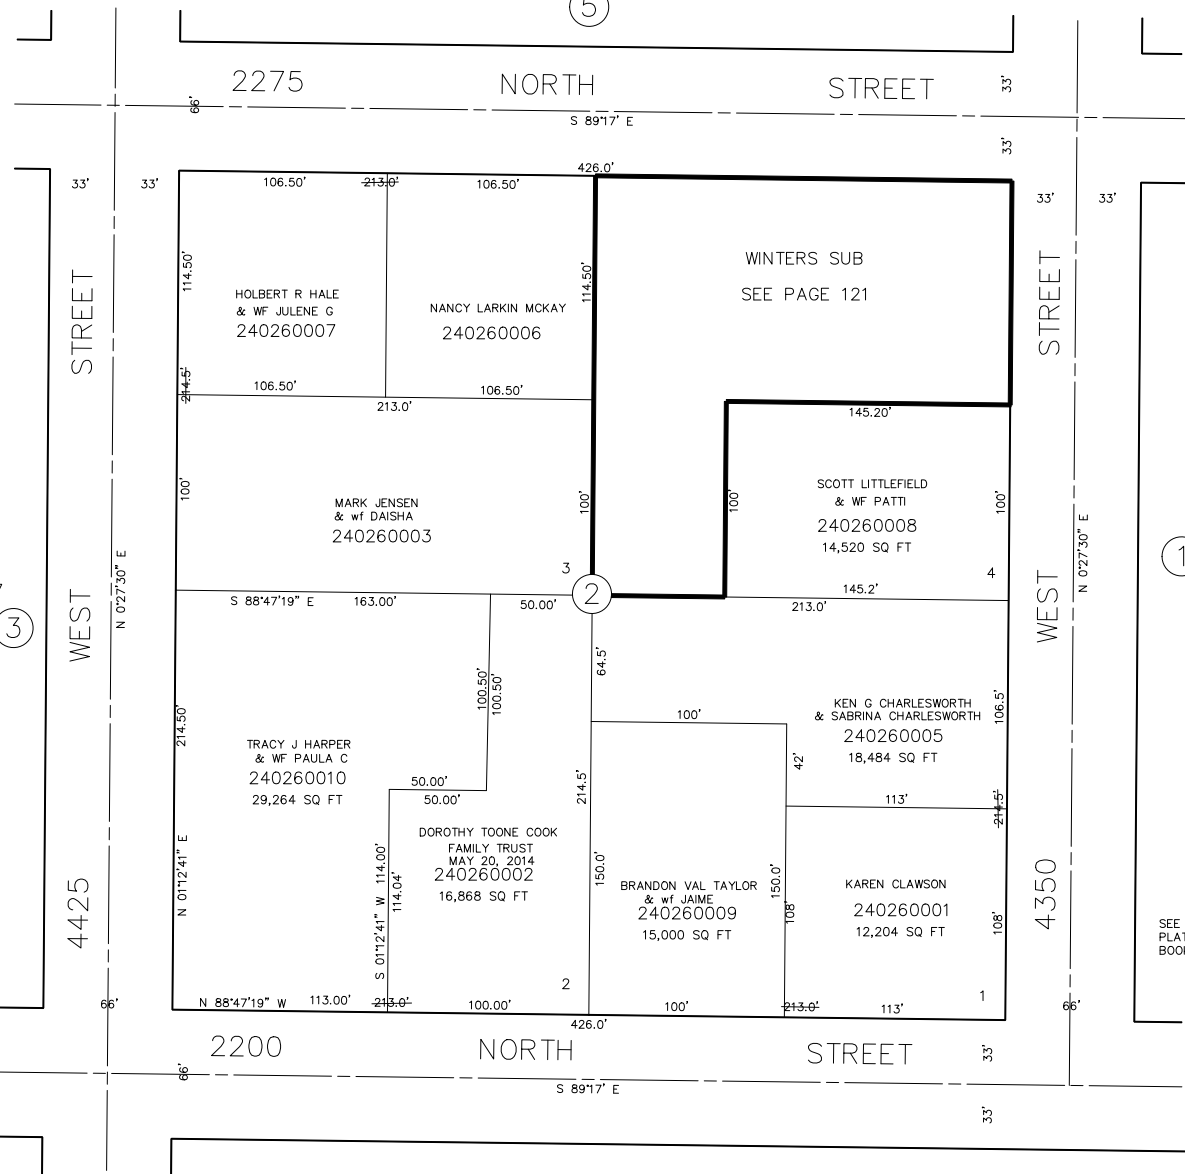 5
2275 NORTH STREET
33'
66'
S 89°17' E
33'
426.0'
33' 33'
106.50' 213.0' 106.50'
33' 33'
114.50'
114.50'
WINTERS SUB
SEE PAGE 121
HOLBERT R HALE
& WF JULENE G
240260007
NANCY LARKIN MCKAY
240260006
STREET
STREET
214.5'
106.50'
106.50'
213.0'
145.20'
100'
100'
100'
100'
MARK JENSEN
& wf DAISHA
240260003
SCOTT LITTLEFIELD
& WF PATTI
240260008
14,520 SQ FT
N 0°27'30" E
N 0°27'30" E
1
3
4
2
S 88°47'19" E 163.00' 50.00'
145.2'
213.0'
WEST
WEST
3
64.5'
100.50'
100.50'
214.50'
100'
106.5'
KEN G CHARLESWORTH
& SABRINA CHARLESWORTH
240260005
18,484 SQ FT
42'
TRACY J HARPER
& WF PAULA C
240260010
29,264 SQ FT
50.00'
50.00'
214.5'
113'
214.5'
DOROTHY TOONE COOK
FAMILY TRUST
MAY 20, 2014
240260002
16,868 SQ FT
N 01°12'41" E
S 01°12'41" W 114.00'
114.04'
150.0'
BRANDON VAL TAYLOR
& wf JAIME
240260009
15,000 SQ FT
150.0'
108'
KAREN CLAWSON
240260001
12,204 SQ FT
108'
4425
4350
SEE
2
1
66'
N 88°47'19" W 113.00' 213.0' 100.00'
100' 213.0' 113'
66'
426.0'
2200 NORTH STREET
33'
66'
S 89°17' E
33'